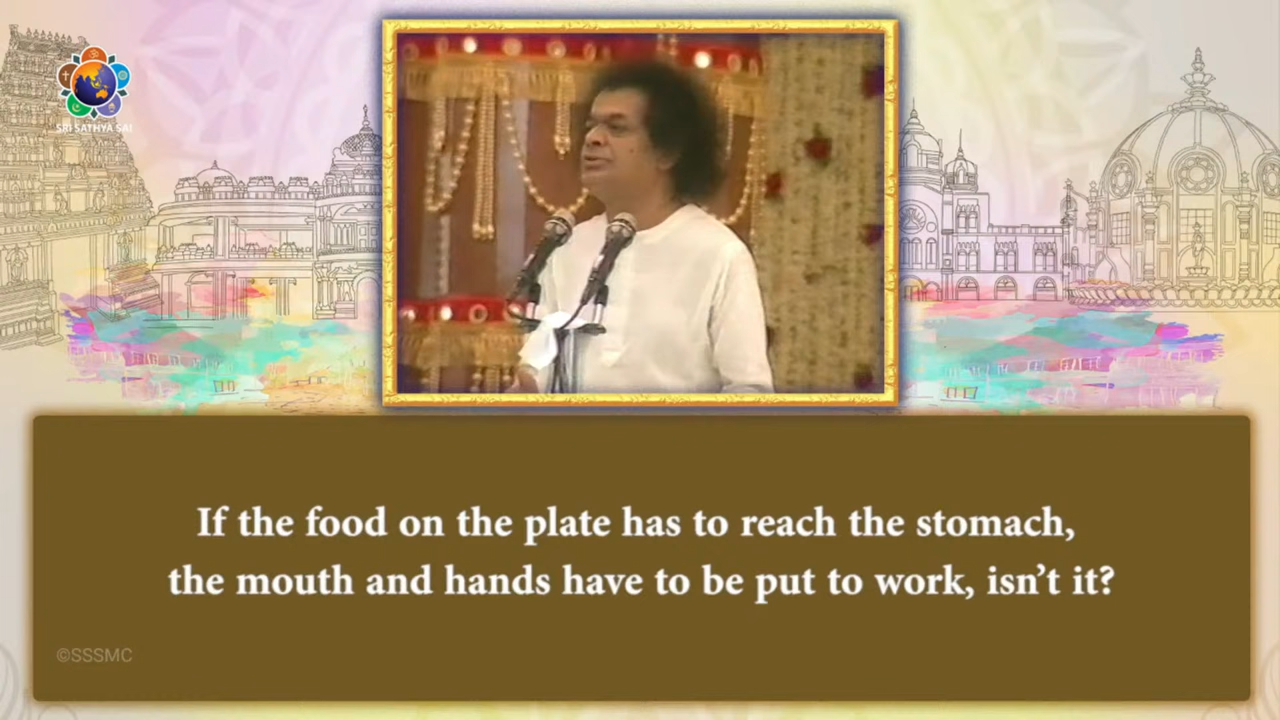 SRI SATHYA SAI
If the food on the plate has to reach the stomach,
the mouth and hands have to be put to work, isn’t it?
©SSSMC